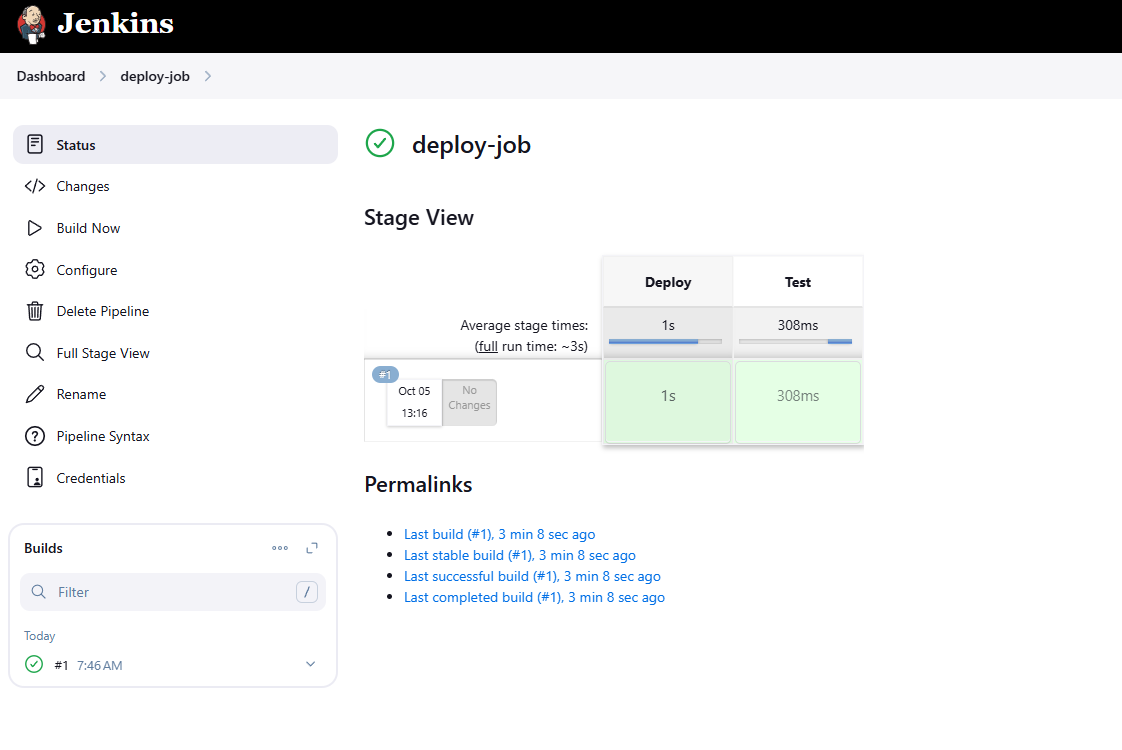 Jenkins
Dashboard
deploy-job
Status
Changes
Build Now
Configure
Delete Pipeline
Full Stage View
Rename
Pipeline Syntax
Credentials
Builds
Filter
/
Today
#1 7:46 AM
deploy-job
Stage View
Deploy Test
Average stage times: 1s 308ms
(full run time: ~3s)
#1
Oct 05
13:16
No
Changes
1s 308ms
Permalinks
Last build (#1), 3 min 8 sec ago
Last stable build (#1), 3 min 8 sec ago
Last successful build (#1), 3 min 8 sec ago
Last completed build (#1), 3 min 8 sec ago